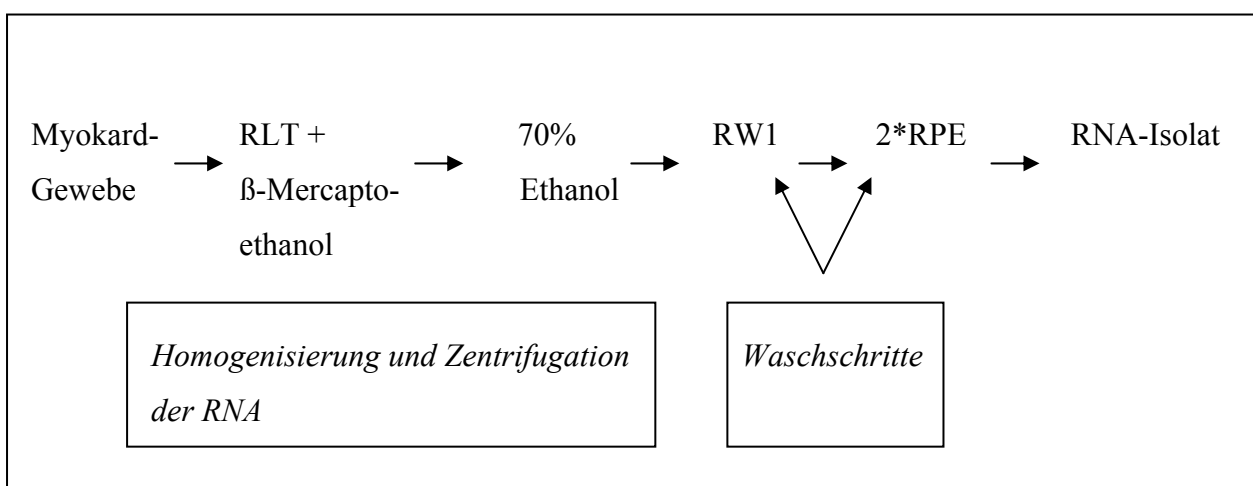 Myokard-
Gewebe
RLT +
ß-Mercapto-
ethanol
70%
Ethanol
RW1
2*RPE
RNA-Isolat
Homogenisierung und Zentrifugation
der RNA
Waschschritte